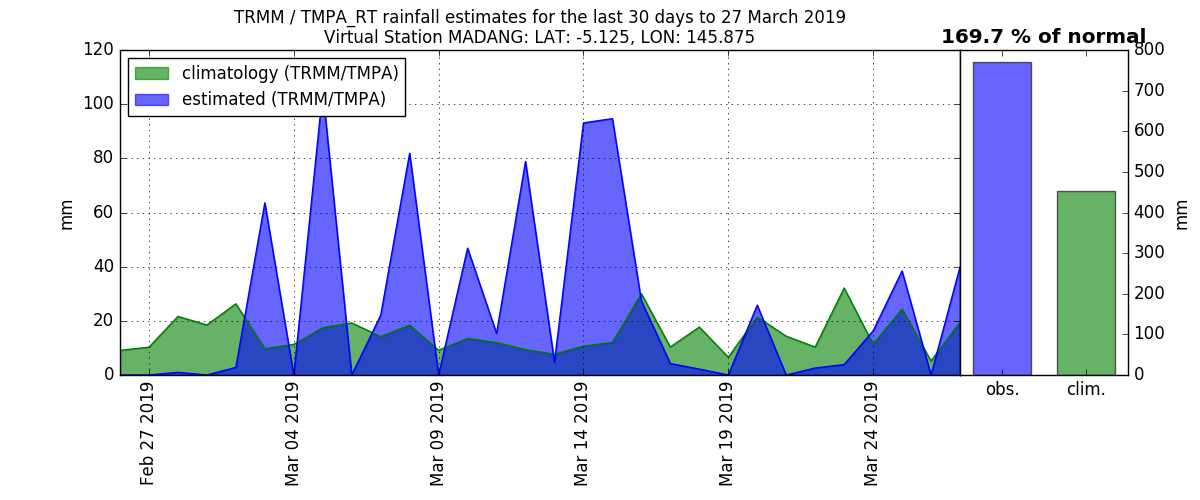 TRMM / TMPA_RT rainfall estimates for the last 30 days to 27 March 2019
Virtual Station MADANG: LAT: -5.125, LON: 145.875
169.7 % of normal
climatology (TRMM/TMPA)
estimated (TRMM/TMPA)
mm
120
100
80
60
40
20
0
Feb 27 2019
Mar 04 2019
Mar 09 2019
Mar 14 2019
Mar 19 2019
Mar 24 2019
obs.
clim.
800
700
600
500
400
300
200
100
0
mm